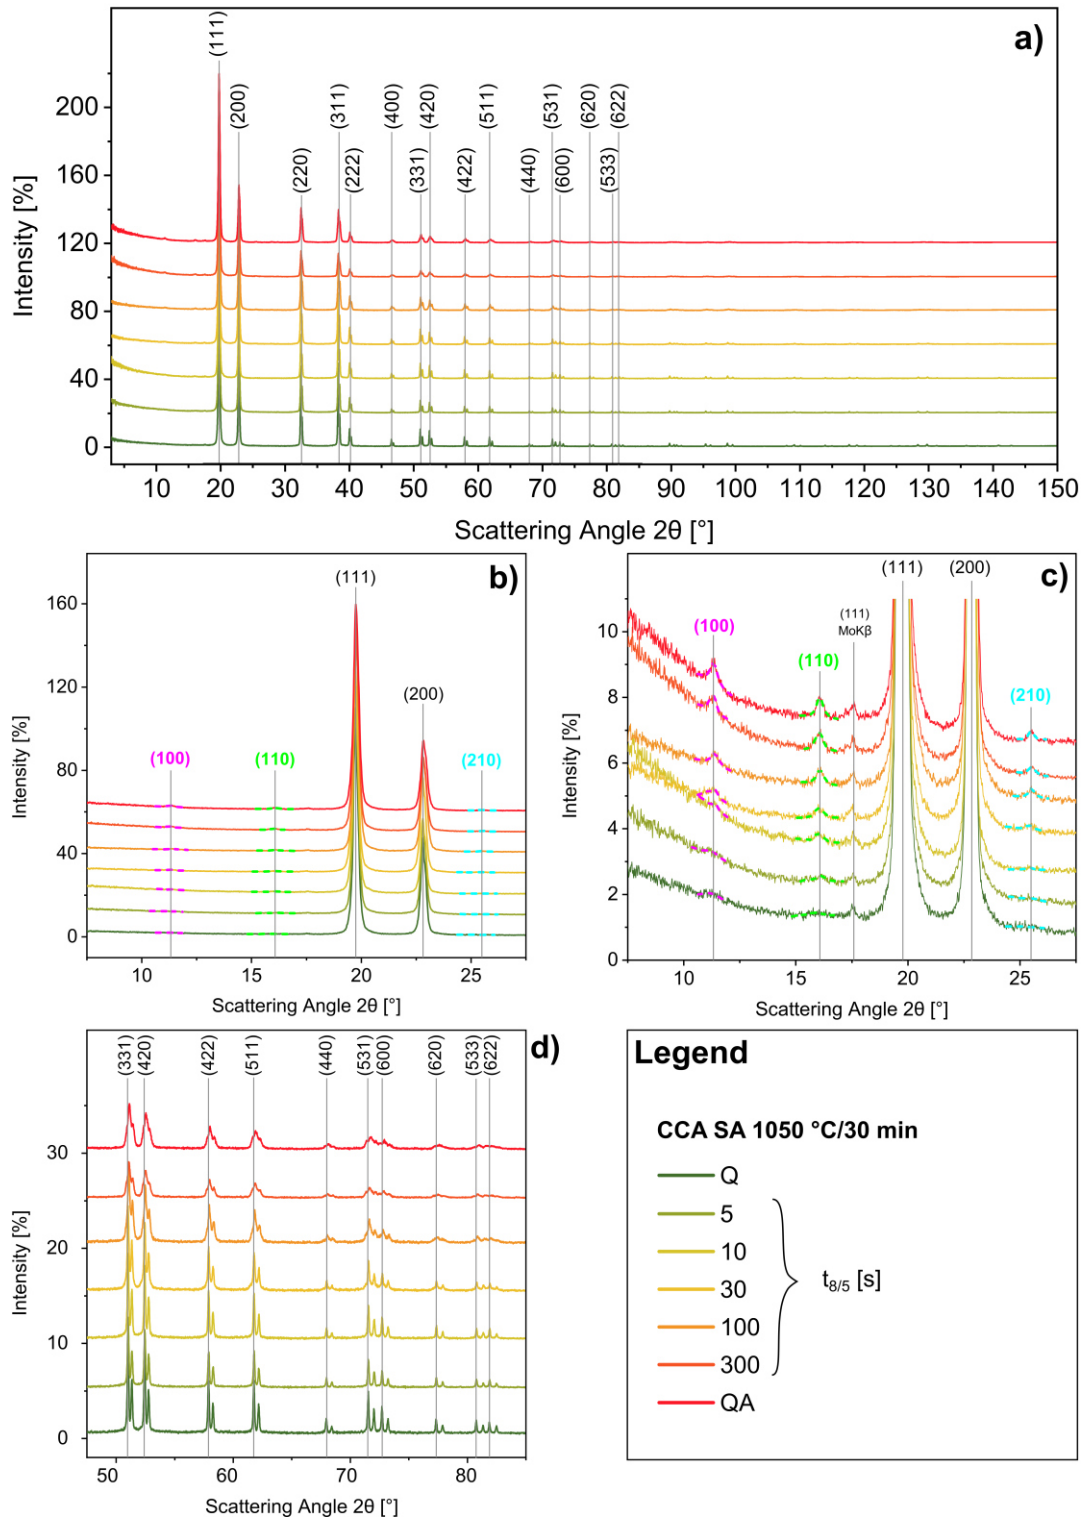 a)
(111)
(200)
(220)
(311)
(222)
(400)
(331)
(420)
(422)
(511)
(440)
(531)
(600)
(620)
(533)
(622)
Intensity [%]
200
160
120
80
40
0
10 20 30 40 50 60 70 80 90 100 110 120 130 140 150
Scattering Angle 2θ [°]
b)
(111)
(200)
(100)
(110)
(210)
Intensity [%]
160
120
80
40
0
10 15 20 25
Scattering Angle 2θ [°]
c)
(111) (200)
(100)
(110)
(111)
MoKβ
(210)
Intensity [%]
10
8
6
4
2
0
10 15 20 25
Scattering Angle 2θ [°]
d)
(331)
(420)
(422)
(511)
(440)
(531)
(600)
(620)
(533)
(622)
Intensity [%]
30
20
10
0
50 60 70 80
Scattering Angle 2θ [°]
Legend
CCA SA 1050 °C/30 min
Q
5
10
30
100
300
QA
t8/5 [s]